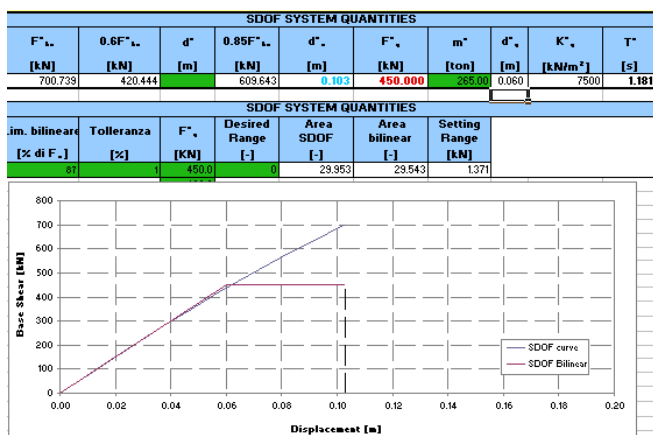 SDOF SYSTEM QUANTITIES
F*bu 0.6F*bu d* 0.85F*bu d*u F*y m* d*y K*y T*
[kN] [kN] [m] [kN] [m] [kN] [ton] [m] [kN/m²] [s]
700.739 420.444 609.643 0.103 450.000 265.00 0.060 7500 1.181
SDOF SYSTEM QUANTITIES
Lim. bilineare Tolleranza F*y Desired Range Area SDOF Area bilinear Setting Range
[% di Fu] [%] [KN] [-] [-] [-] [kN]
87 1 450.0 0 29.953 29.543 1.371
800
700
600
500
400
300
200
100
0
Base Shear [kN]
SDOF curve
SDOF Bilinear
0.00 0.02 0.04 0.06 0.08 0.10 0.12 0.14 0.16 0.18 0.20
Displacement [m]